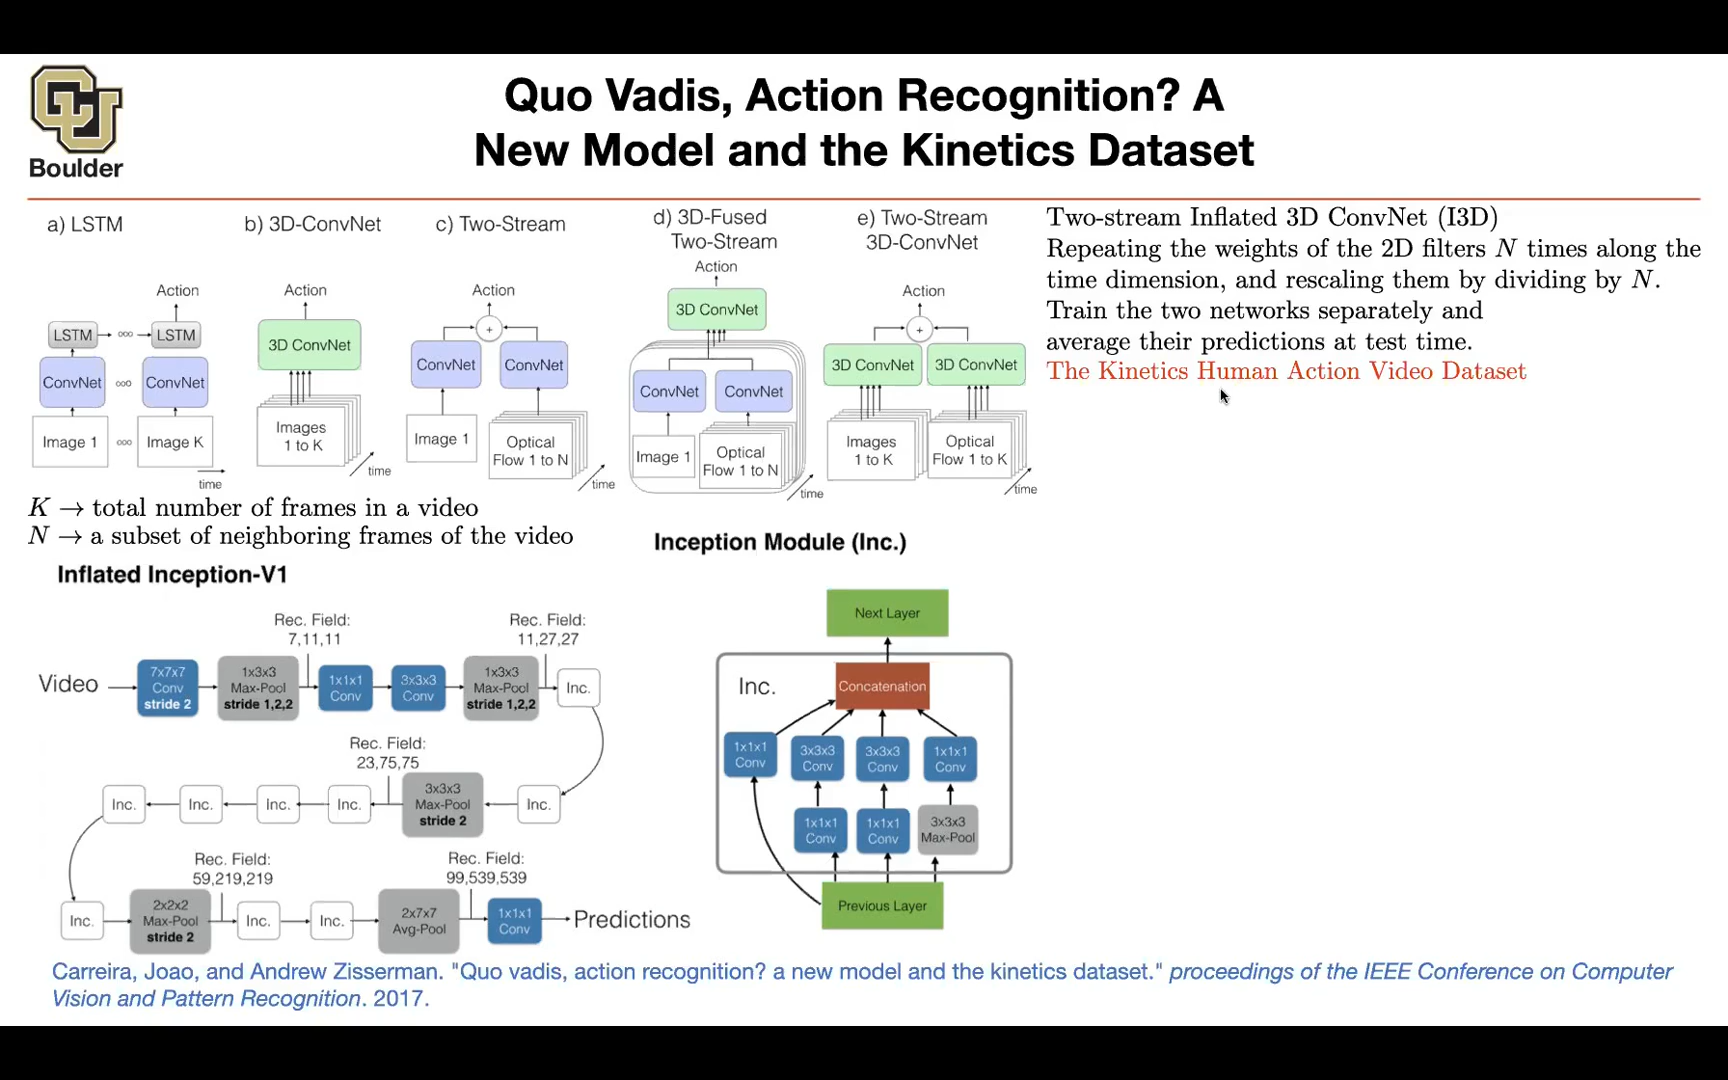 Boulder
Quo Vadis, Action Recognition? A
New Model and the Kinetics Dataset
a) LSTM
Action
LSTM
LSTM
ConvNet
ConvNet
Image 1
Image K
time
b) 3D-ConvNet
Action
3D ConvNet
Images
1 to K
time
c) Two-Stream
Action
+
ConvNet
ConvNet
Image 1
Optical
Flow 1 to N
time
d) 3D-Fused
Two-Stream
Action
3D ConvNet
ConvNet
ConvNet
Image 1
Optical
Flow 1 to N
time
e) Two-Stream
3D-ConvNet
Action
+
3D ConvNet
3D ConvNet
Images
1 to K
Optical
Flow 1 to K
time
Two-stream Inflated 3D ConvNet (I3D)
Repeating the weights of the 2D filters N times along the
time dimension, and rescaling them by dividing by N.
Train the two networks separately and
average their predictions at test time.
The Kinetics Human Action Video Dataset
K → total number of frames in a video
N → a subset of neighboring frames of the video
Inflated Inception-V1
Rec. Field:
7,11,11
Rec. Field:
11,27,27
Video
7x7x7
Conv
stride 2
1x3x3
Max-Pool
stride 1,2,2
1x1x1
Conv
3x3x3
Conv
1x3x3
Max-Pool
stride 1,2,2
Inc.
Rec. Field:
23,75,75
Inc.
Inc.
Inc.
Inc.
3x3x3
Max-Pool
stride 2
Inc.
Rec. Field:
59,219,219
Rec. Field:
99,539,539
Inc.
2x2x2
Max-Pool
stride 2
Inc.
Inc.
2x7x7
Avg-Pool
1x1x1
Conv
Predictions
Inception Module (Inc.)
Next Layer
Inc.
Concatenation
1x1x1
Conv
3x3x3
Conv
3x3x3
Conv
1x1x1
Conv
1x1x1
Conv
1x1x1
Conv
3x3x3
Max-Pool
Previous Layer
Carreira, Joao, and Andrew Zisserman. "Quo vadis, action recognition? a new model and the kinetics dataset." proceedings of the IEEE Conference on Computer
Vision and Pattern Recognition. 2017.